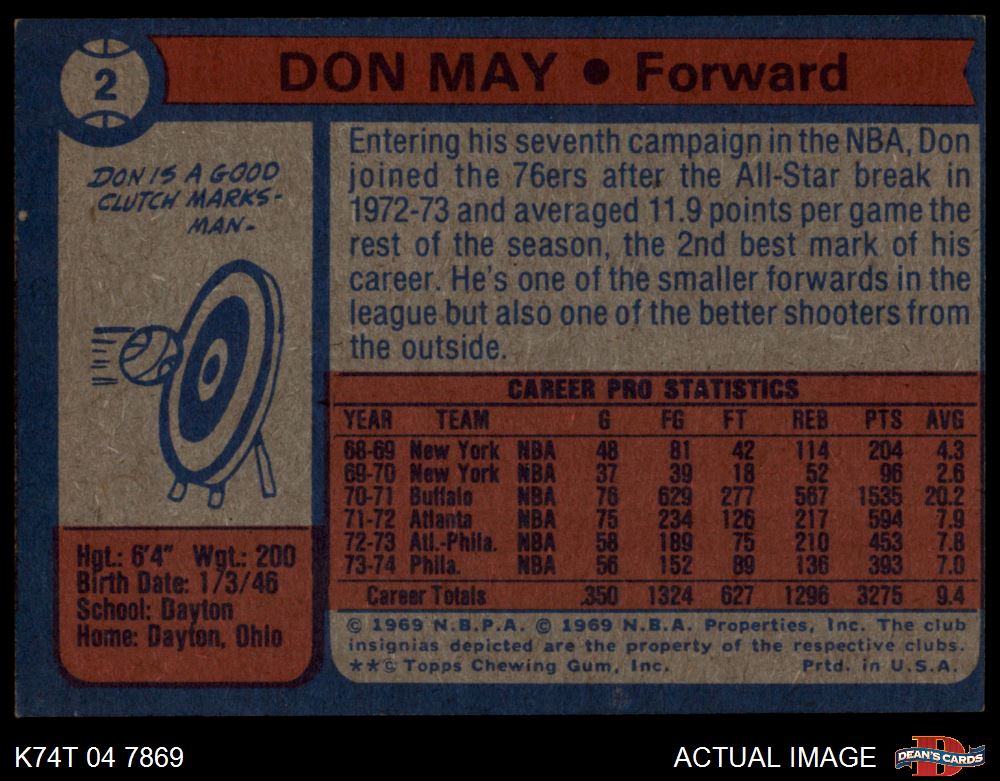 2
DON MAY • Forward
DON IS A GOOD
CLUTCH MARKS-
MAN-
Entering his seventh campaign in the NBA, Don
joined the 76ers after the All-Star break in
1972-73 and averaged 11.9 points per game the
rest of the season, the 2nd best mark of his
career. He's one of the smaller forwards in the
league but also one of the better shooters from
the outside.
Hgt.: 6'4" Wgt.: 200
Birth Date: 1/3/46
School: Dayton
Home: Dayton, Ohio
CAREER PRO STATISTICS
YEAR TEAM G FG FT REB PTS AVG
68-69 New York NBA 48 81 42 114 204 4.3
69-70 New York NBA 37 39 18 52 96 2.6
70-71 Buffalo NBA 76 629 277 567 1535 20.2
71-72 Atlanta NBA 75 234 126 217 594 7.9
72-73 Atl.-Phila. NBA 58 189 75 210 453 7.8
73-74 Phila. NBA 56 152 89 136 393 7.0
Career Totals 350 1324 627 1296 3275 9.4
© 1969 N.B.P.A. © 1969 N.B.A. Properties, Inc. The club
insignias depicted are the property of the respective clubs.
**© Topps Chewing Gum, Inc. Prtd. in U.S.A.
K74T 04 7869
ACTUAL IMAGE
D
DEAN'S CARDS